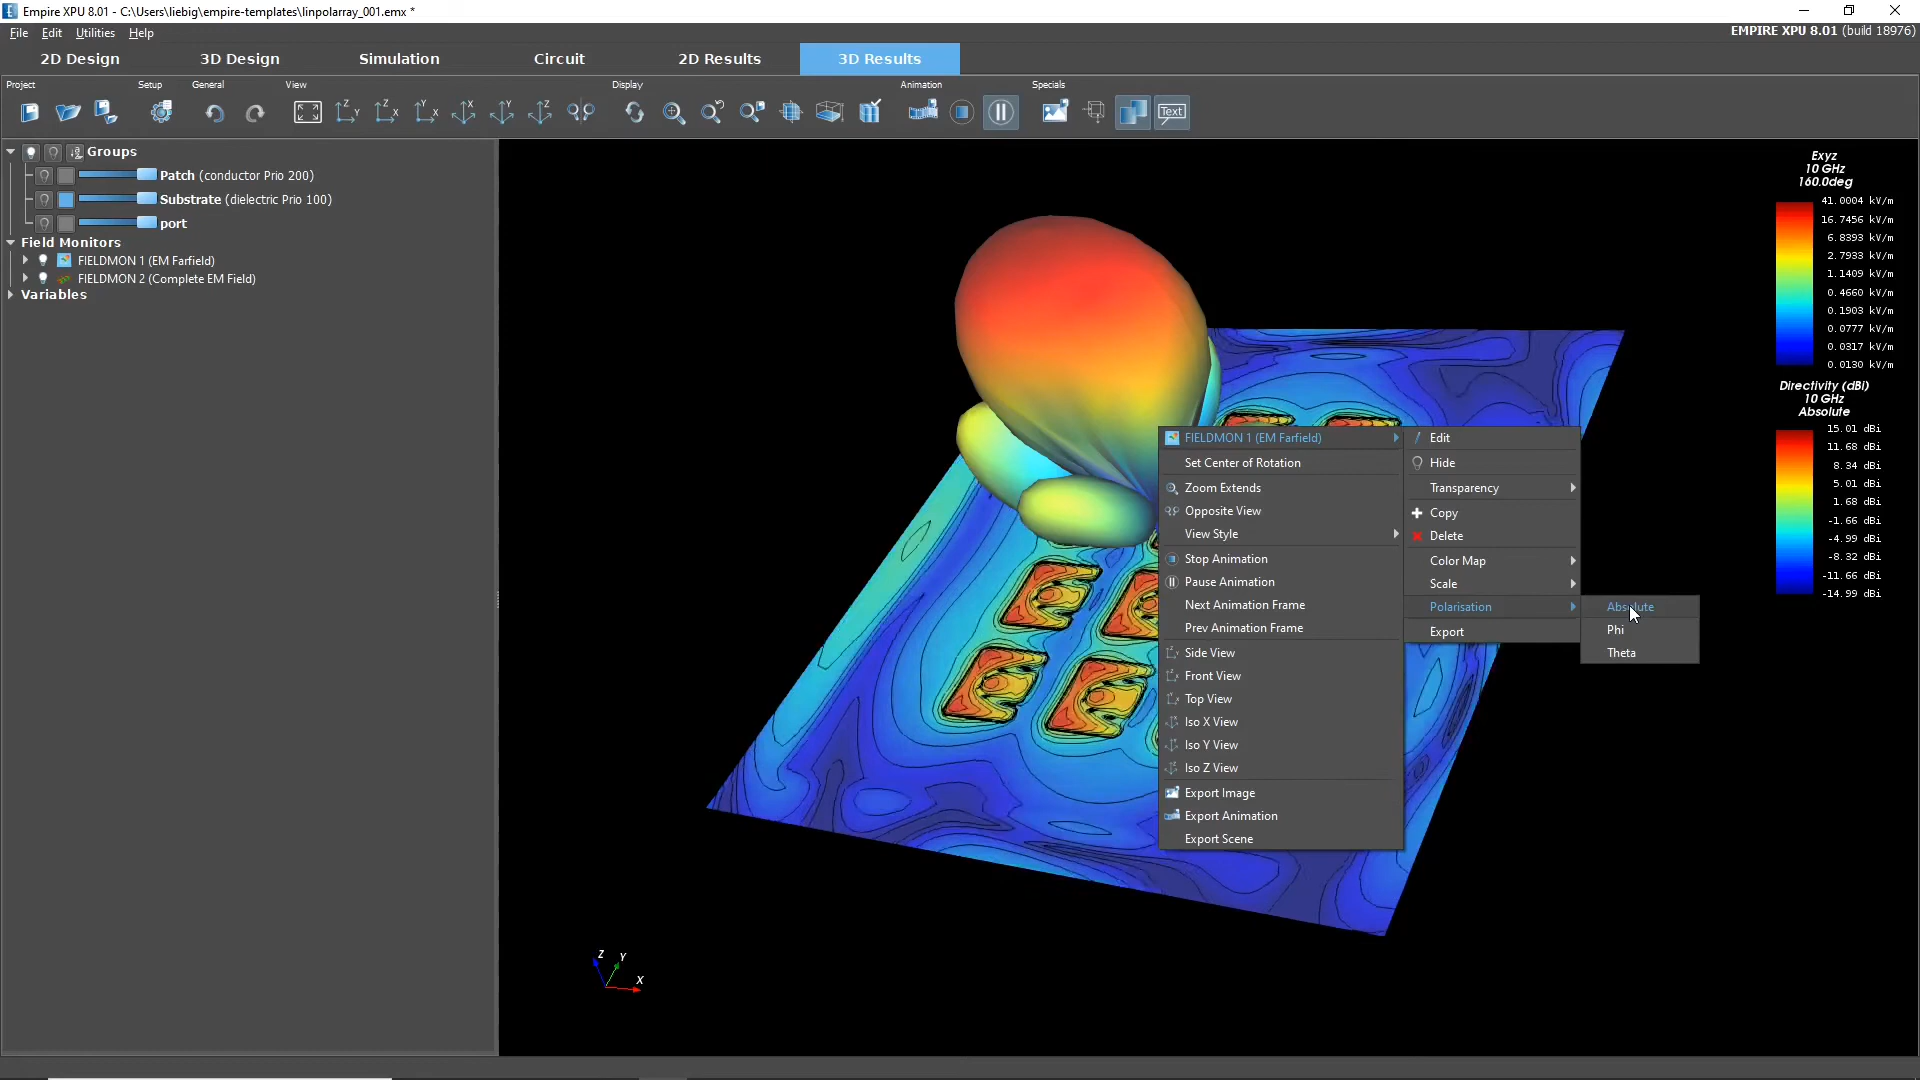 Empire XPU 8.01 - C:\Users\liebig\empire-templates\linpolarray_001.emx *
File Edit Utilities Help
EMPIRE XPU 8.01 (build 18976)
2D Design 3D Design Simulation Circuit 2D Results 3D Results
Project Setup General View Display Animation Specials
Z Y Z X Y X X Y Z
Text
Groups
Patch (conductor Prio 200)
Substrate (dielectric Prio 100)
port
Field Monitors
FIELDMON 1 (EM Farfield)
FIELDMON 2 (Complete EM Field)
Variables
Exyz
10 GHz
160.0deg
41.0004 kV/m
16.7456 kV/m
6.8393 kV/m
2.7933 kV/m
1.1409 kV/m
0.4660 kV/m
0.1903 kV/m
0.0777 kV/m
0.0317 kV/m
0.0130 kV/m
Directivity (dBi)
10 GHz
Absolute
15.01 dBi
11.68 dBi
8.34 dBi
5.01 dBi
1.68 dBi
-1.66 dBi
-4.99 dBi
-8.32 dBi
-11.66 dBi
-14.99 dBi
FIELDMON 1 (EM Farfield)
Set Center of Rotation
Zoom Extends
Opposite View
View Style
Stop Animation
Pause Animation
Next Animation Frame
Prev Animation Frame
Side View
Front View
Top View
Iso X View
Iso Y View
Iso Z View
Export Image
Export Animation
Export Scene
Edit
Hide
Transparency
Copy
Delete
Color Map
Scale
Polarisation
Export
Absolute
Phi
Theta
Z Y
X